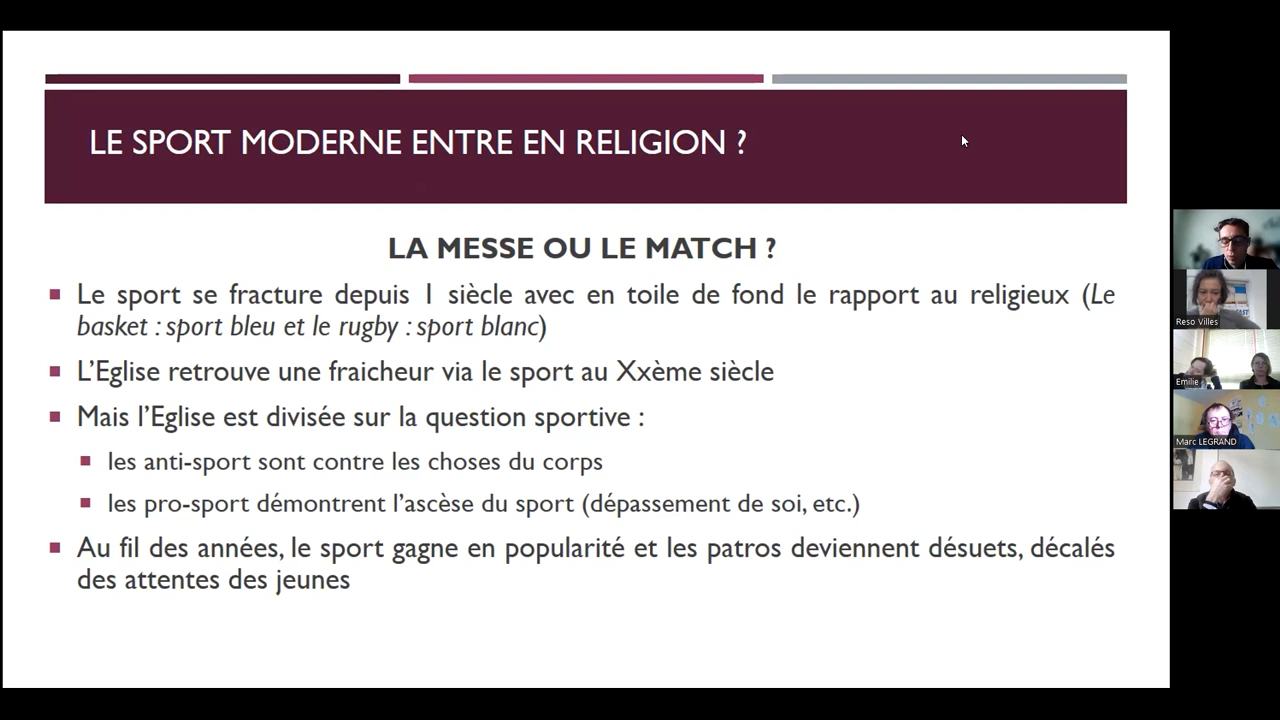 LE SPORT MODERNE ENTRE EN RELIGION ?
LA MESSE OU LE MATCH ?
Le sport se fracture depuis 1 siècle avec en toile de fond le rapport au religieux (Le
basket : sport bleu et le rugby : sport blanc)
L'Eglise retrouve une fraicheur via le sport au Xxème siècle
Mais l'Eglise est divisée sur la question sportive :
les anti-sport sont contre les choses du corps
les pro-sport démontrent l'ascèse du sport (dépassement de soi, etc.)
Au fil des années, le sport gagne en popularité et les patros deviennent désuets, décalés
des attentes des jeunes
Reso Villes
Emilie
Marc LEGRAND